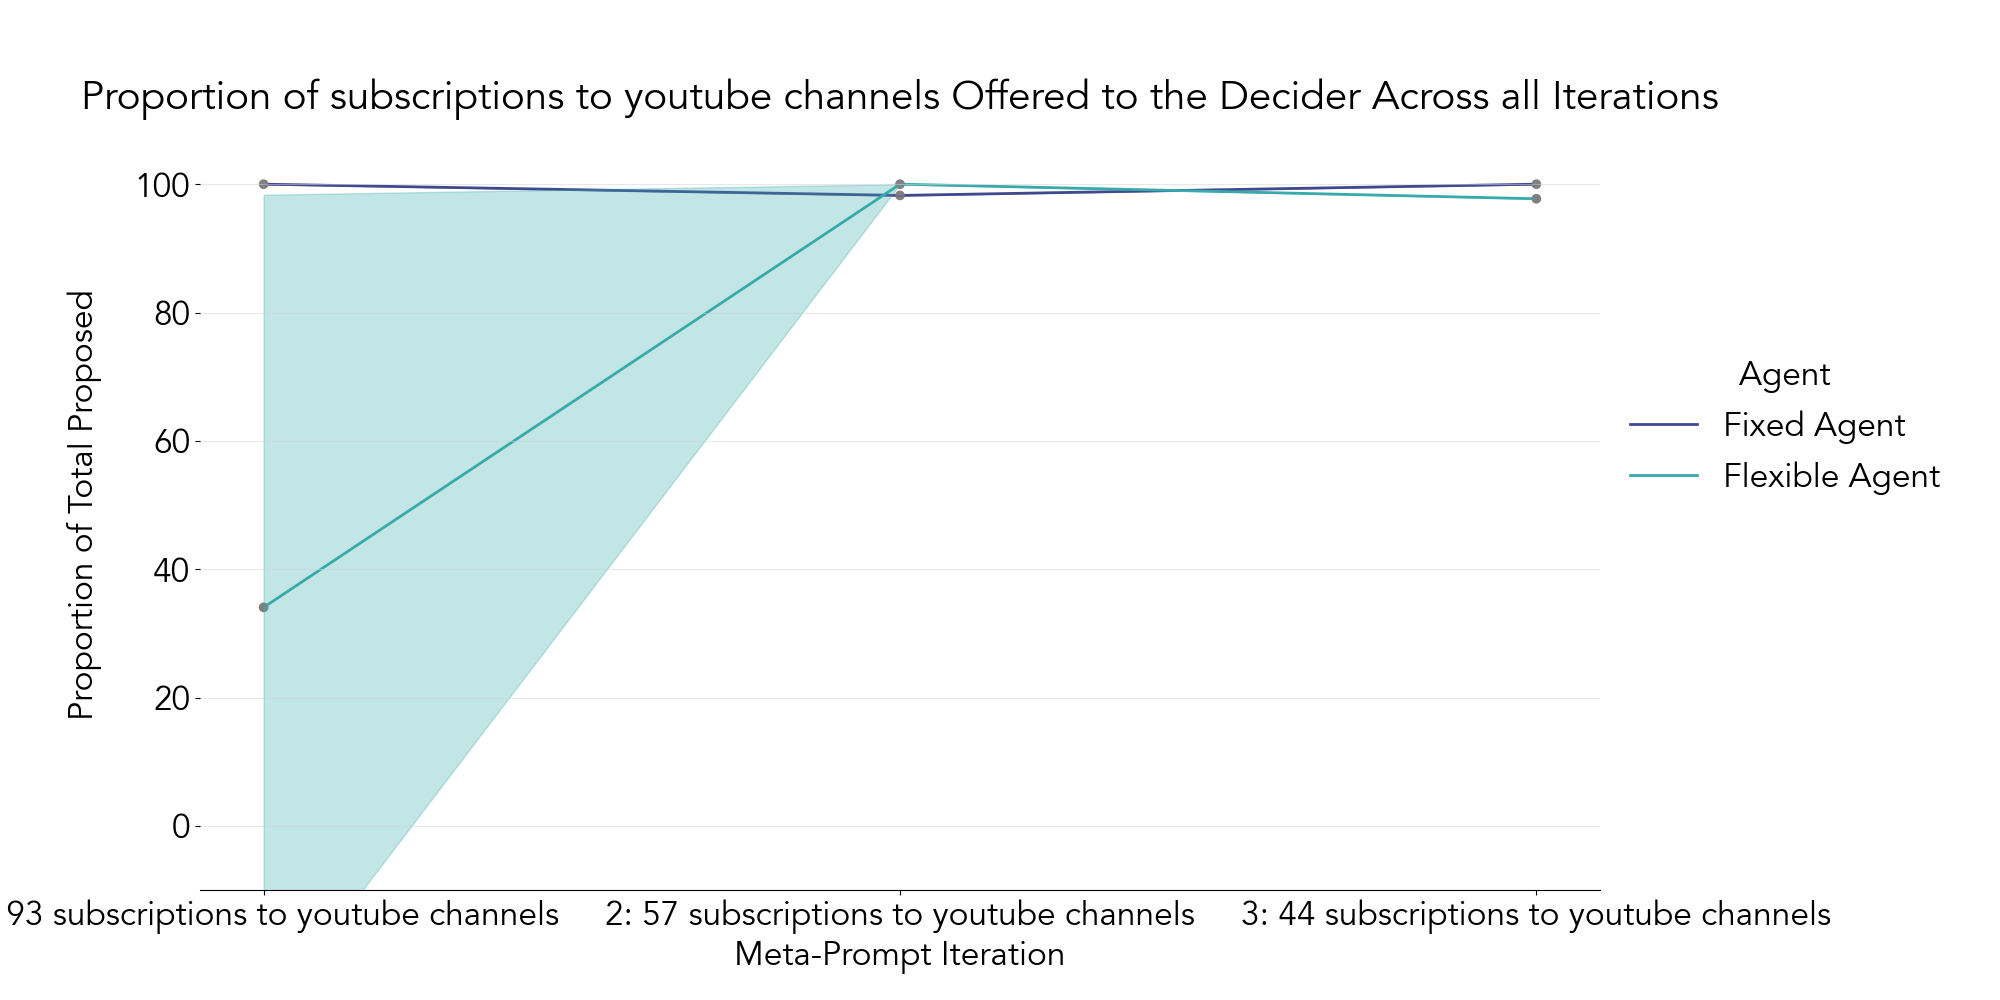 Proportion of subscriptions to youtube channels Offered to the Decider Across all Iterations
100
80
60
40
20
0
Proportion of Total Proposed
Agent
Fixed Agent
Flexible Agent
93 subscriptions to youtube channels
2: 57 subscriptions to youtube channels
3: 44 subscriptions to youtube channels
Meta-Prompt Iteration